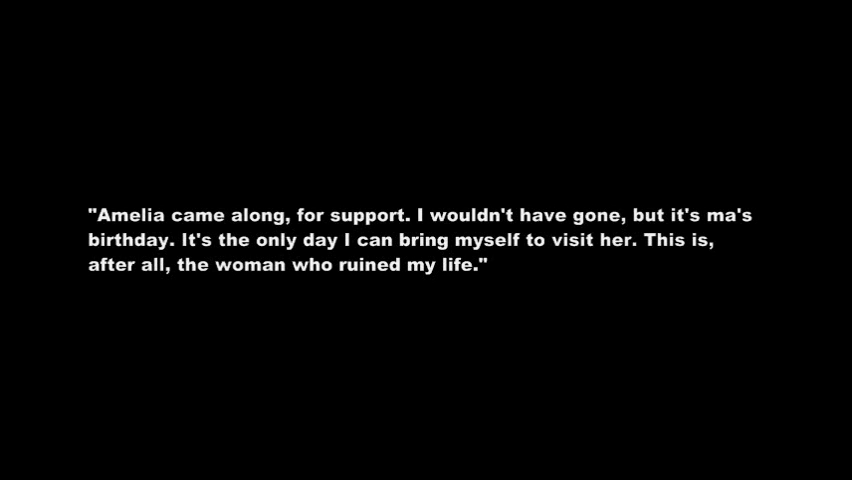 "Amelia came along, for support. I wouldn't have gone, but it's ma's
birthday. It's the only day I can bring myself to visit her. This is,
after all, the woman who ruined my life."